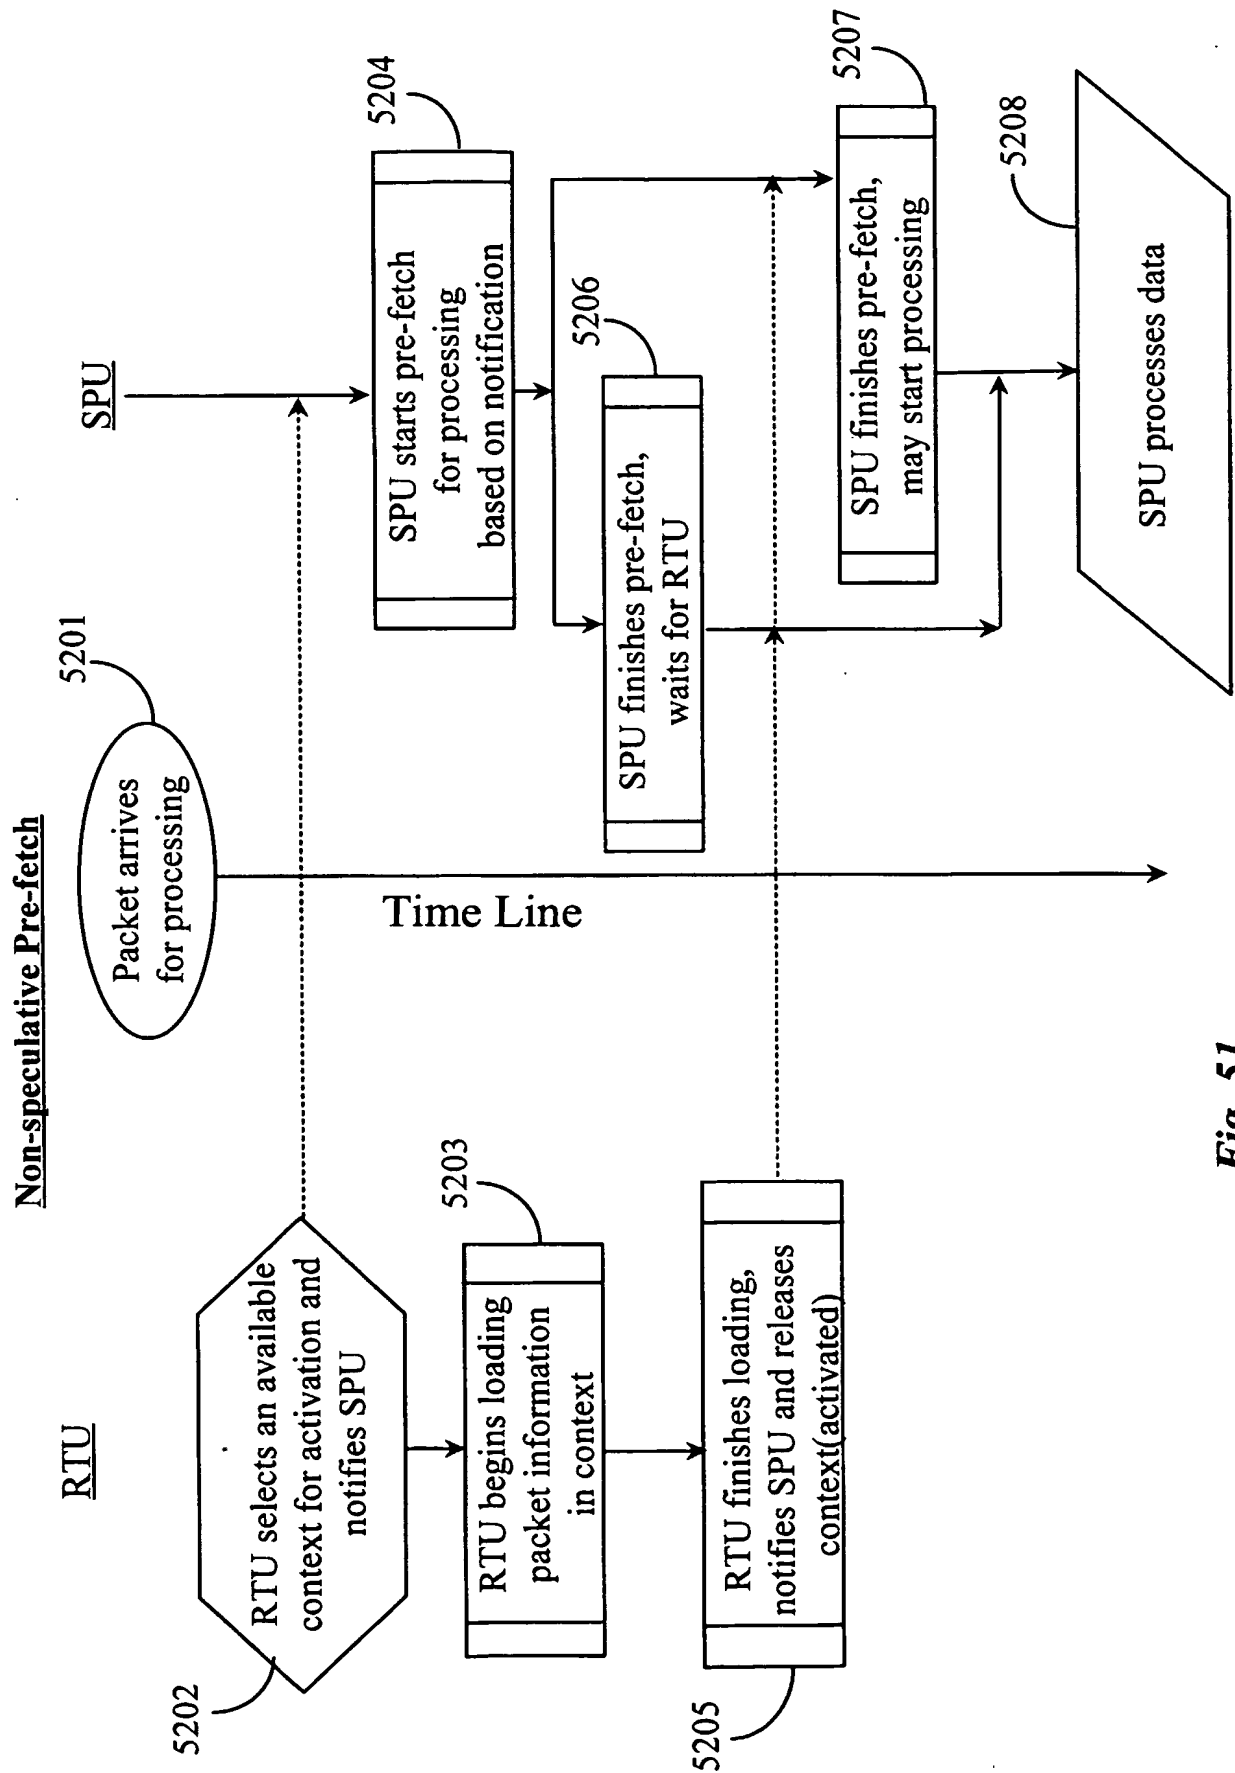 Non-speculative Pre-fetch
RTU
SPU
Packet arrives
for processing
5201
RTU selects an available
context for activation and
notifies SPU
5202
RTU begins loading
packet information
in context
5203
SPU starts pre-fetch
for processing
based on notification
5204
Time Line
SPU finishes pre-fetch,
waits for RTU
5206
RTU finishes loading,
notifies SPU and releases
context(activated)
5205
SPU finishes pre-fetch,
may start processing
5207
SPU processes data
5208
Fig. 51